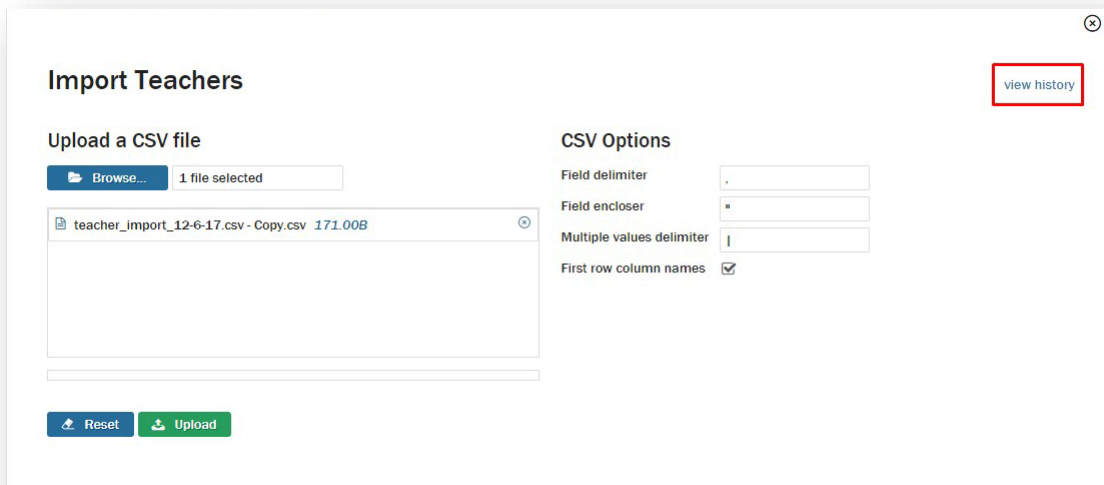 Import Teachers
view history
Upload a CSV file
Browse...
1 file selected
teacher_import_12-6-17.csv - Copy.csv 171.00B
Reset
Upload
CSV Options
Field delimiter ,
Field encloser "
Multiple values delimiter |
First row column names